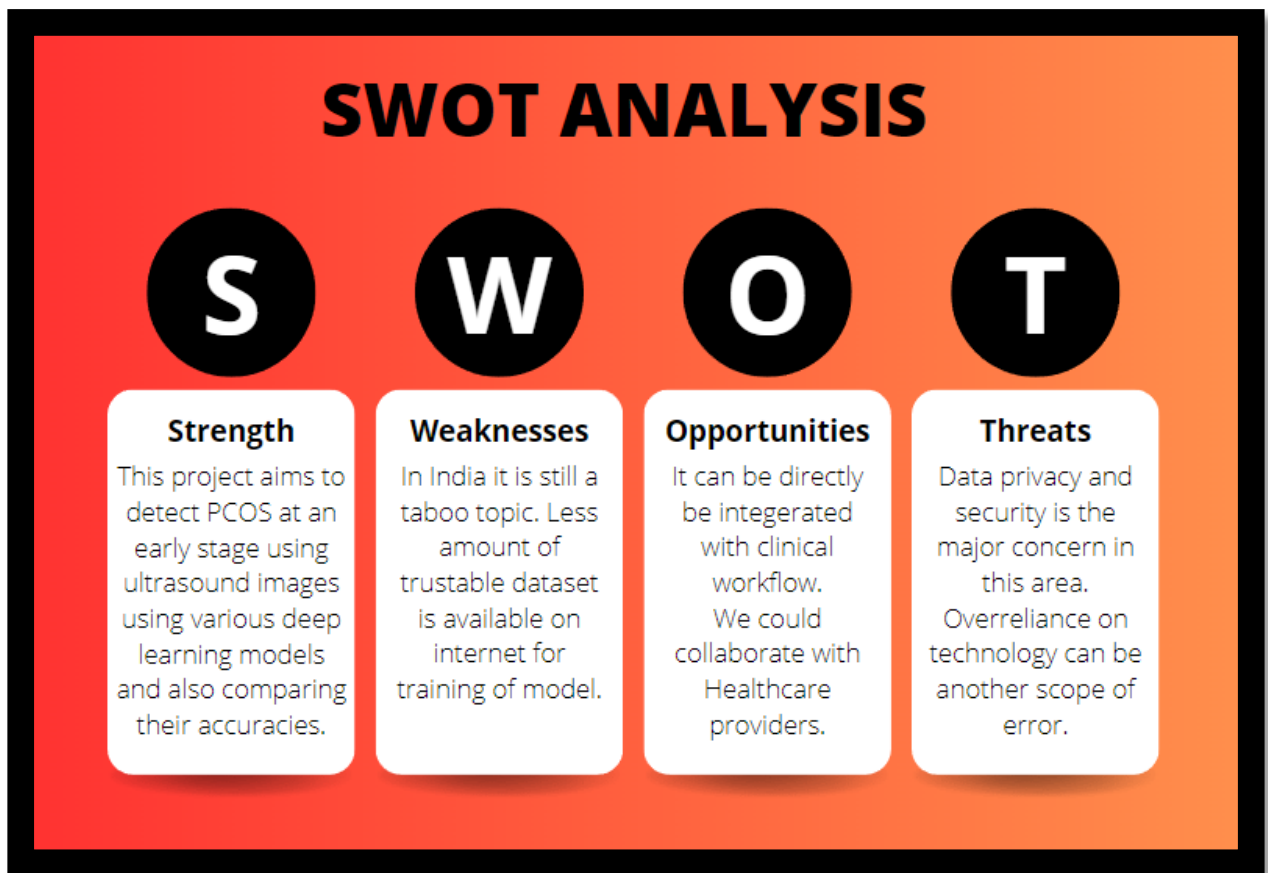 SWOT ANALYSIS
S
W
O
T
Strength
This project aims to
detect PCOS at an
early stage using
ultrasound images
using various deep
learning models
and also comparing
their accuracies.
Weaknesses
In India it is still a
taboo topic. Less
amount of
trustable dataset
is available on
internet for
training of model.
Opportunities
It can be directly
be integerated
with clinical
workflow.
We could
collaborate with
Healthcare
providers.
Threats
Data privacy and
security is the
major concern in
this area.
Overreliance on
technology can be
another scope of
error.